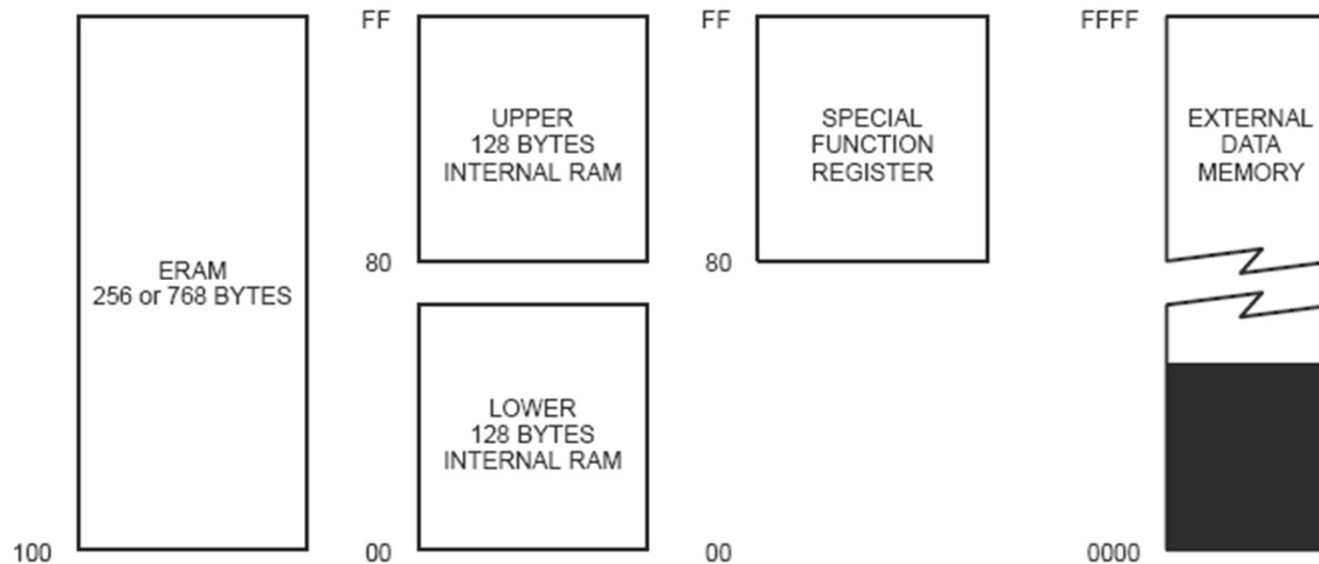 FF
FF
FFFF
UPPER
128 BYTES
INTERNAL RAM
SPECIAL
FUNCTION
REGISTER
EXTERNAL
DATA
MEMORY
ERAM
256 or 768 BYTES
80
80
LOWER
128 BYTES
INTERNAL RAM
100
00
00
0000